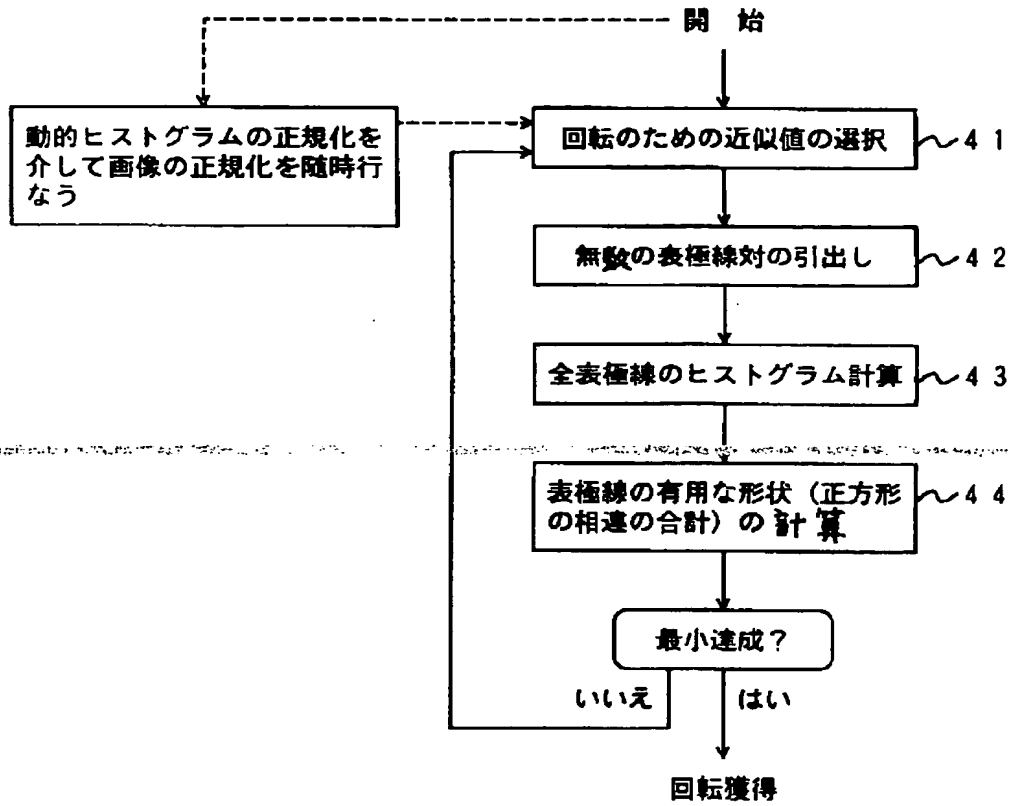 開 始
動的ヒストグラムの正規化を
介して画像の正規化を随時行
なう
回転のための近似値の選択
41
無数の表極線対の引出し
42
全表極線のヒストグラム計算
43
表極線の有用な形状(正方形
の相違の合計)の計算
44
最小達成?
いいえ
はい
回転獲得